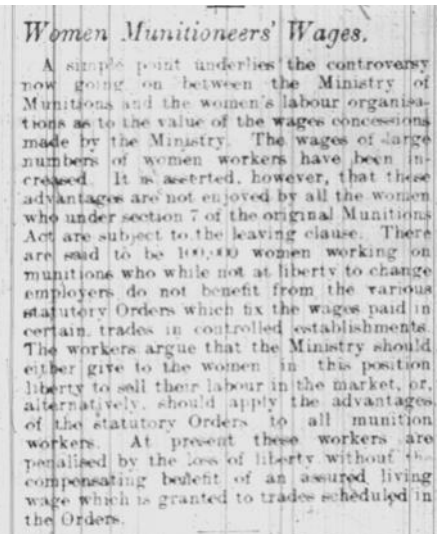 Women Munitioneers' Wages.
A simple point underlies the controversy
now going on between the Ministry of
Munitions and the women's labour organisa-
tions as to the value of the wages concessions
made by the Ministry. The wages of large
numbers of women workers have been in-
creased. It is asserted, however, that these
advantages are not enjoyed by all the women
who under section 7 of the original Munitions
Act are subject to the leaving clause. There
are said to be 100,000 women working on
munitions who while not at liberty to change
employers do not benefit from the various
statutory Orders which fix the wages paid in
certain trades in controlled establishments.
The workers argue that the Ministry should
either give to the women in this position
liberty to sell their labour in the market, or,
alternatively, should apply the advantages
of the statutory Orders to all munition
workers. At present these workers are
penalised by the loss of liberty without the
compensating benefit of an assured living
wage which is granted to trades scheduled in
the Orders.